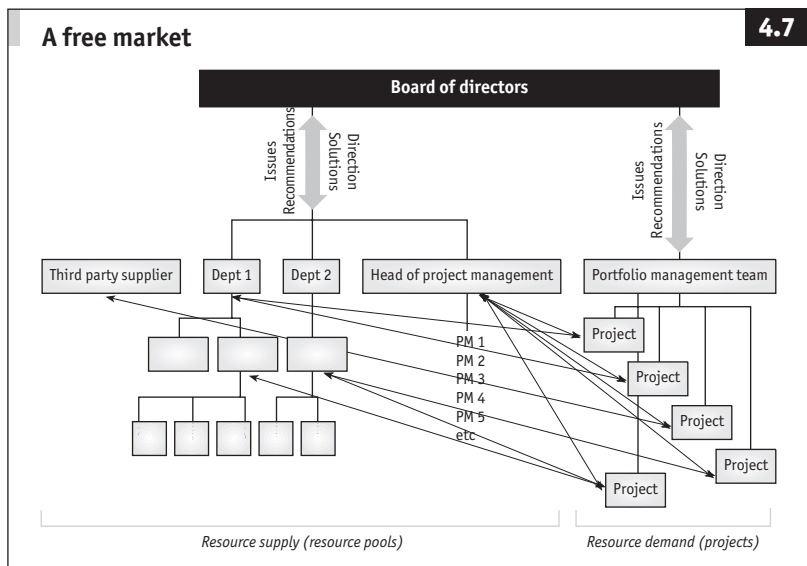 A free market
4.7
Board of directors
Issues
Recommendations
Direction
Solutions
Issues
Recommendations
Direction
Solutions
Third party supplier
Dept 1
Dept 2
Head of project management
Portfolio management team
PM 1
PM 2
PM 3
PM 4
PM 5
etc
Project
Project
Project
Project
Project
Resource supply (resource pools)
Resource demand (projects)